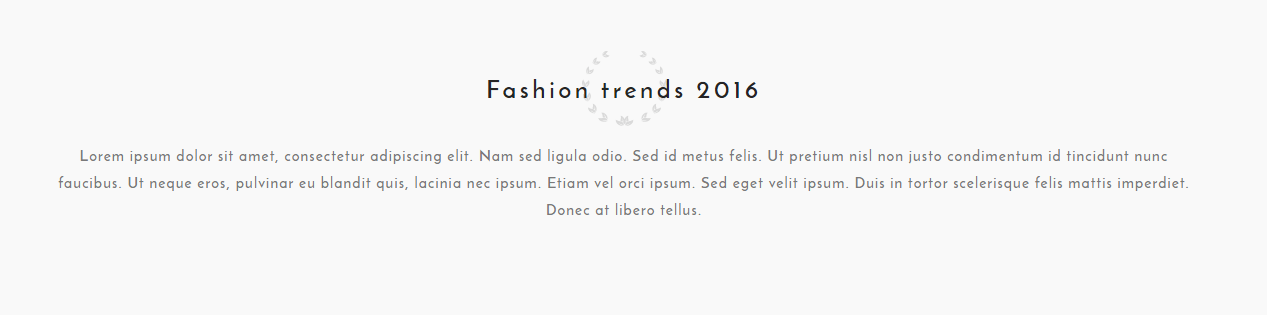 Fashion trends 2016
Lorem ipsum dolor sit amet, consectetur adipiscing elit. Nam sed ligula odio. Sed id metus felis. Ut pretium nisl non justo condimentum id tincidunt nunc
faucibus. Ut neque eros, pulvinar eu blandit quis, lacinia nec ipsum. Etiam vel orci ipsum. Sed eget velit ipsum. Duis in tortor scelerisque felis mattis imperdiet.
Donec at libero tellus.